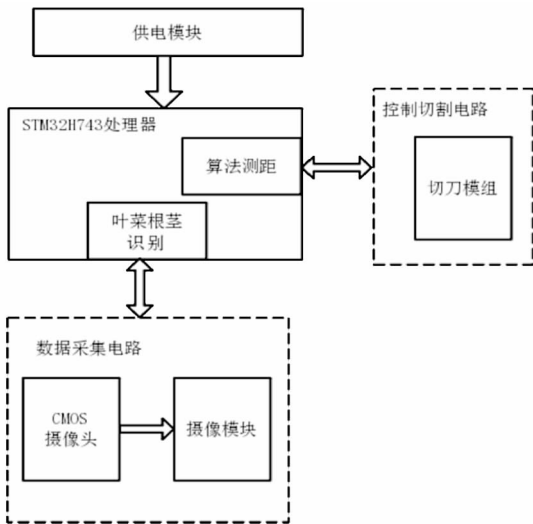 供电模块
STM32H743处理器
算法测距
叶菜根茎
识别
控制切割电路
切刀模组
数据采集电路
CMOS
摄像头
摄像模块